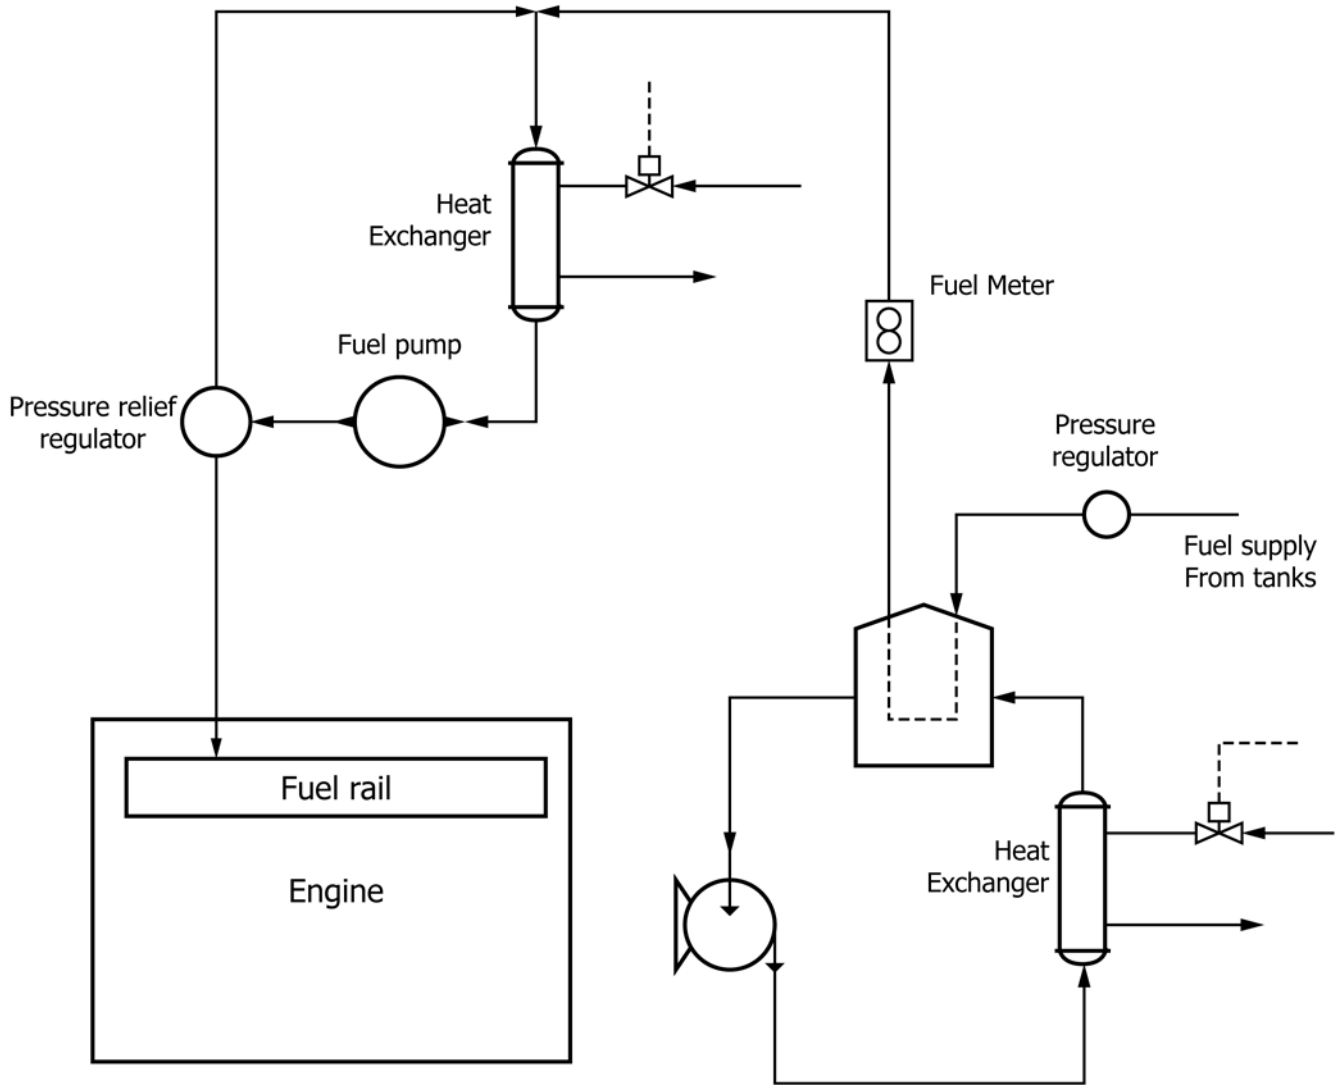 Heat
Exchanger
Fuel Meter
Fuel pump
Pressure relief
regulator
Pressure
regulator
Fuel supply
From tanks
Fuel rail
Engine
Heat
Exchanger